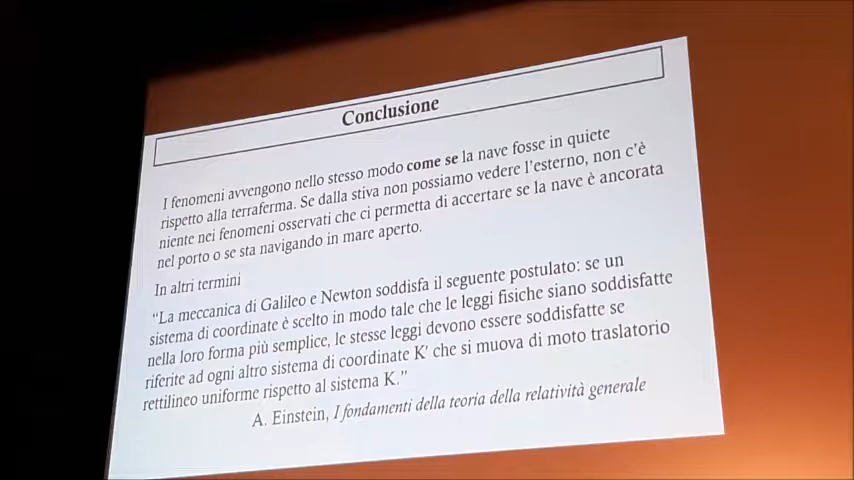 Conclusione
I fenomeni avvengono nello stesso modo come se la nave fosse in quiete
rispetto alla terraferma. Se dalla stiva non possiamo vedere l'esterno, non c'è
niente nei fenomeni osservati che ci permetta di accertare se la nave è ancorata
nel porto o se sta navigando in mare aperto.
In altri termini
“La meccanica di Galileo e Newton soddisfa il seguente postulato: se un
sistema di coordinate è scelto in modo tale che le leggi fisiche siano soddisfatte
nella loro forma più semplice, le stesse leggi devono essere soddisfatte se
riferite ad ogni altro sistema di coordinate K′ che si muova di moto traslatorio
rettilineo uniforme rispetto al sistema K.”
A. Einstein, I fondamenti della teoria della relatività generale